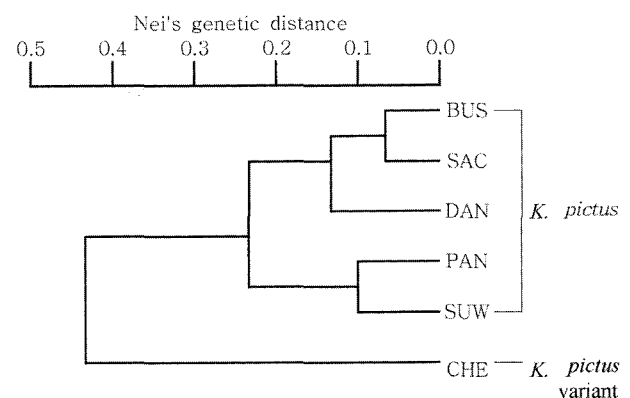 Nei's genetic distance
0.5 0.4 0.3 0.2 0.1 0.0
BUS
SAC
DAN
K. pictus
PAN
SUW
CHE
K. pictus
variant